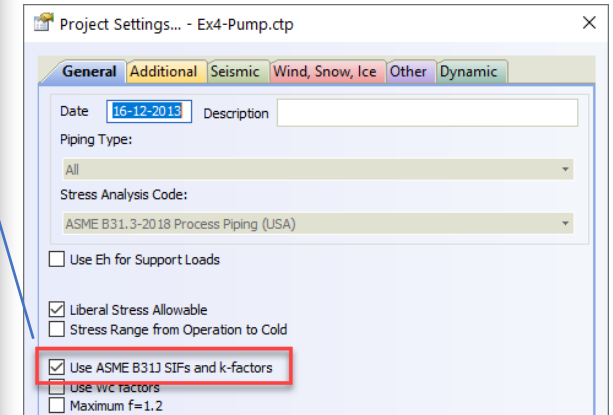 Project Settings... - Ex4-Pump.ctp
General Additional Seismic Wind, Snow, Ice Other Dynamic
Date 16-12-2013 Description
Piping Type:
All
Stress Analysis Code:
ASME B31.3-2018 Process Piping (USA)
Use Eh for Support Loads
Liberal Stress Allowable
Stress Range from Operation to Cold
Use ASME B31J SIFs and k-factors
Use Wc factors
Maximum f=1.2